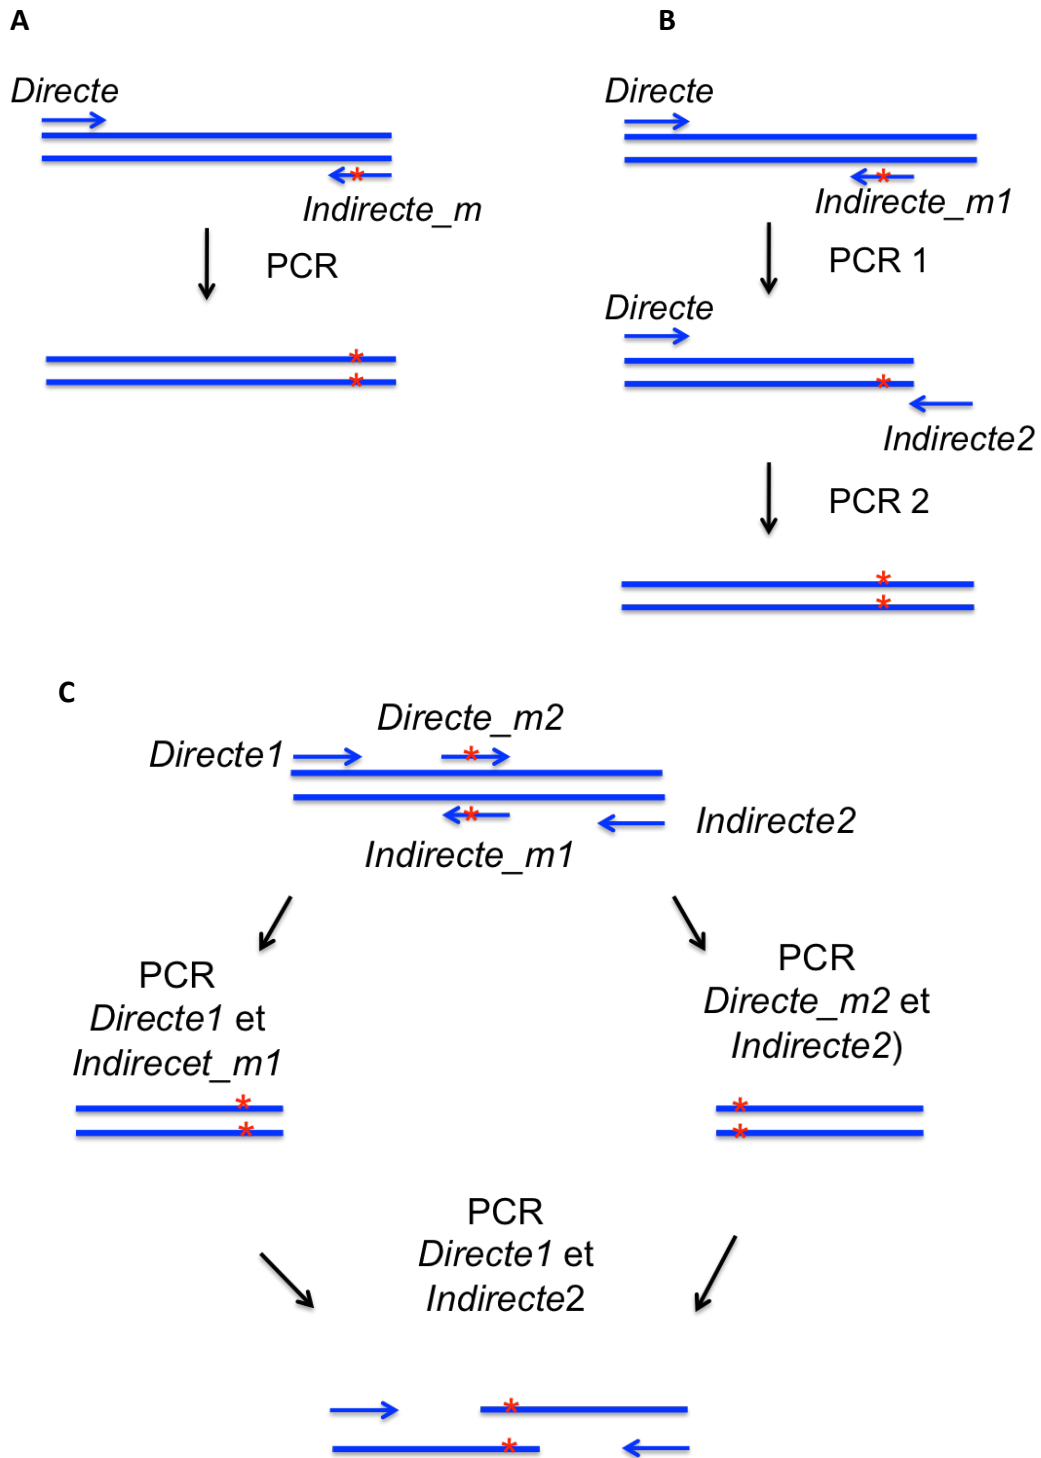 A
B
Directe
Directe
Indirecte_m
Indirecte_m1
PCR
PCR 1
Directe
Indirecte2
PCR 2
C
Directe_m2
Directe1
Indirecte2
Indirecte_m1
PCR
Directe1 et
Indirecet_m1
PCR
Directe_m2 et
Indirecte2)
PCR
Directe1 et
Indirecte2